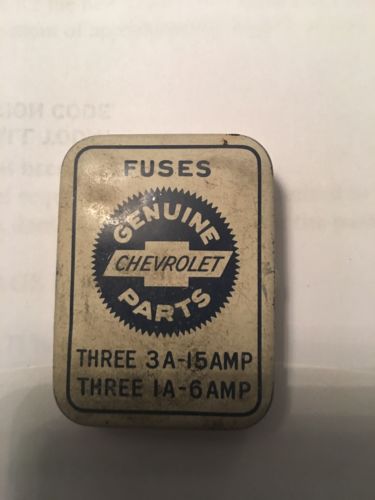 FUSES
GENUINE
CHEVROLET
PARTS
THREE 3A-15AMP
THREE 1A-6AMP